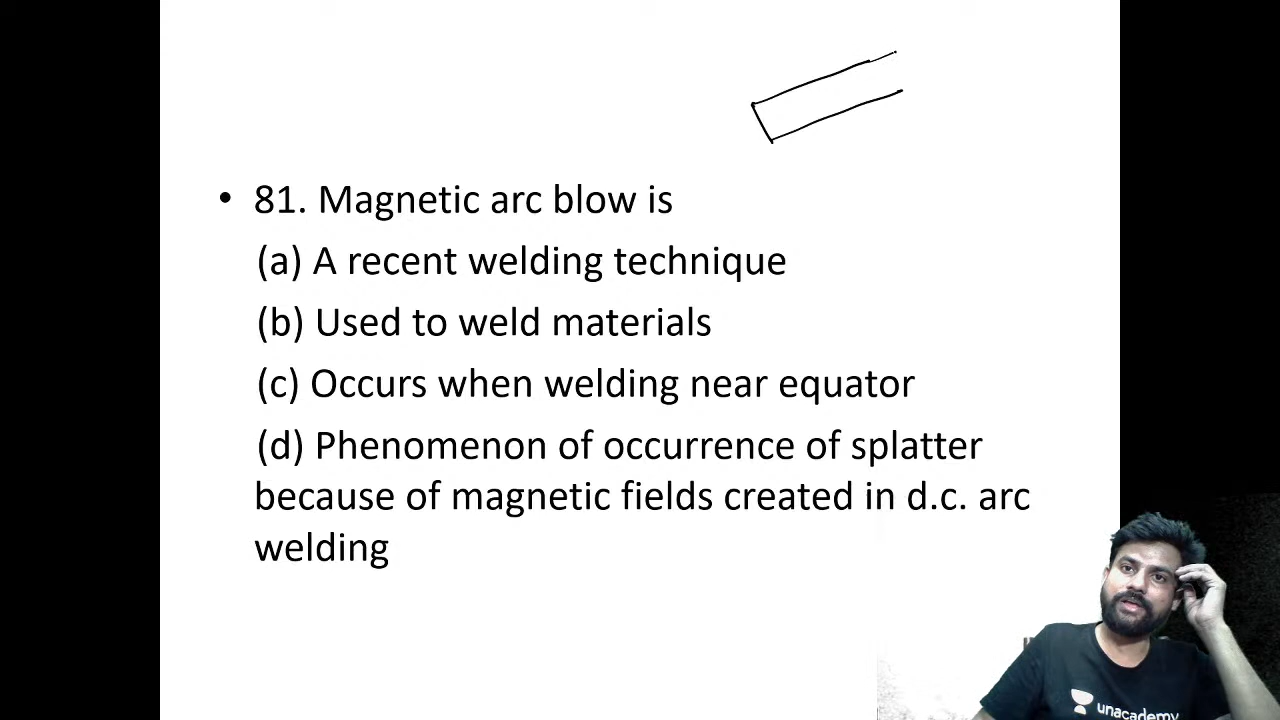 • 81. Magnetic arc blow is
(a) A recent welding technique
(b) Used to weld materials
(c) Occurs when welding near equator
(d) Phenomenon of occurrence of splatter
because of magnetic fields created in d.c. arc
welding
unacademy